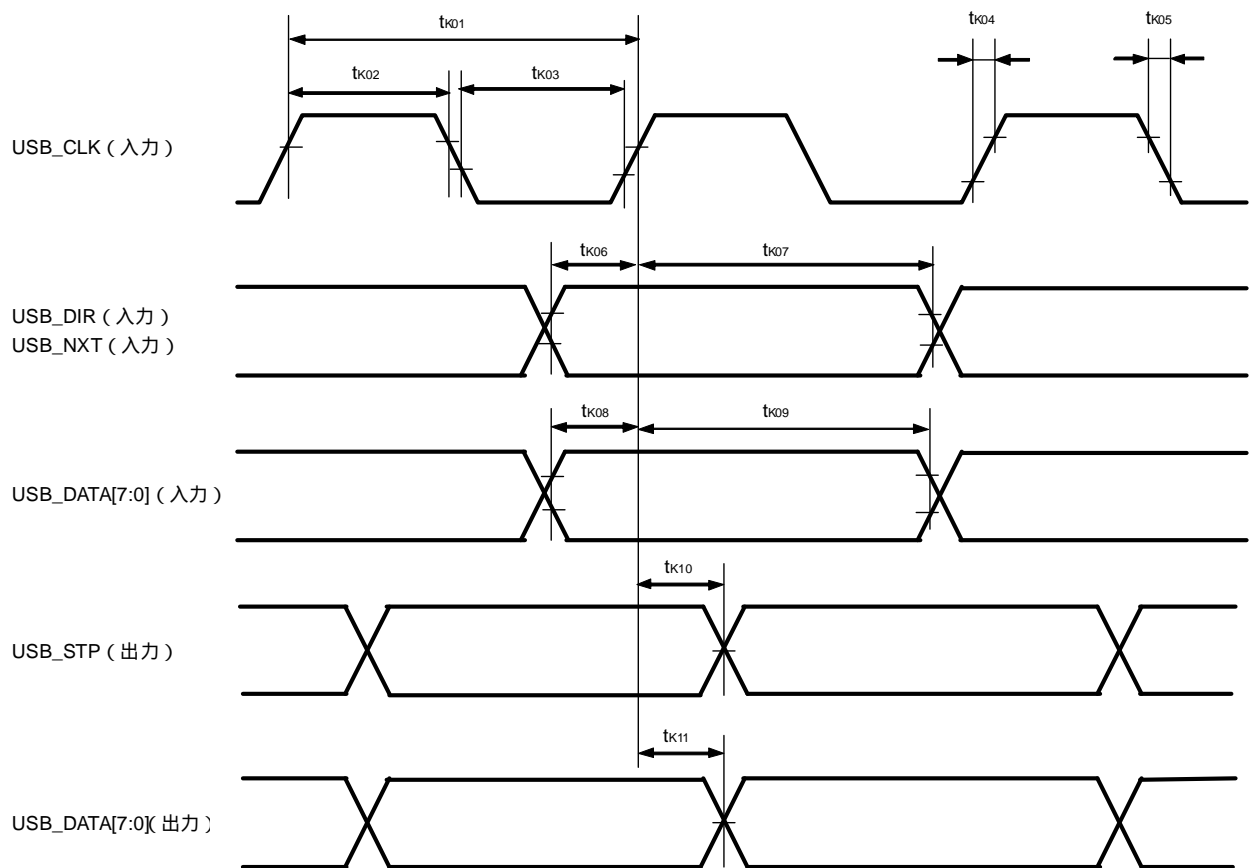 tK01
tK04
tK05
tK02
tK03
USB_CLK（入力）
tK06
tK07
USB_DIR（入力）
USB_NXT（入力）
tK08
tK09
USB_DATA[7:0]（入力）
tK10
USB_STP（出力）
tK11
USB_DATA[7:0]（出力）